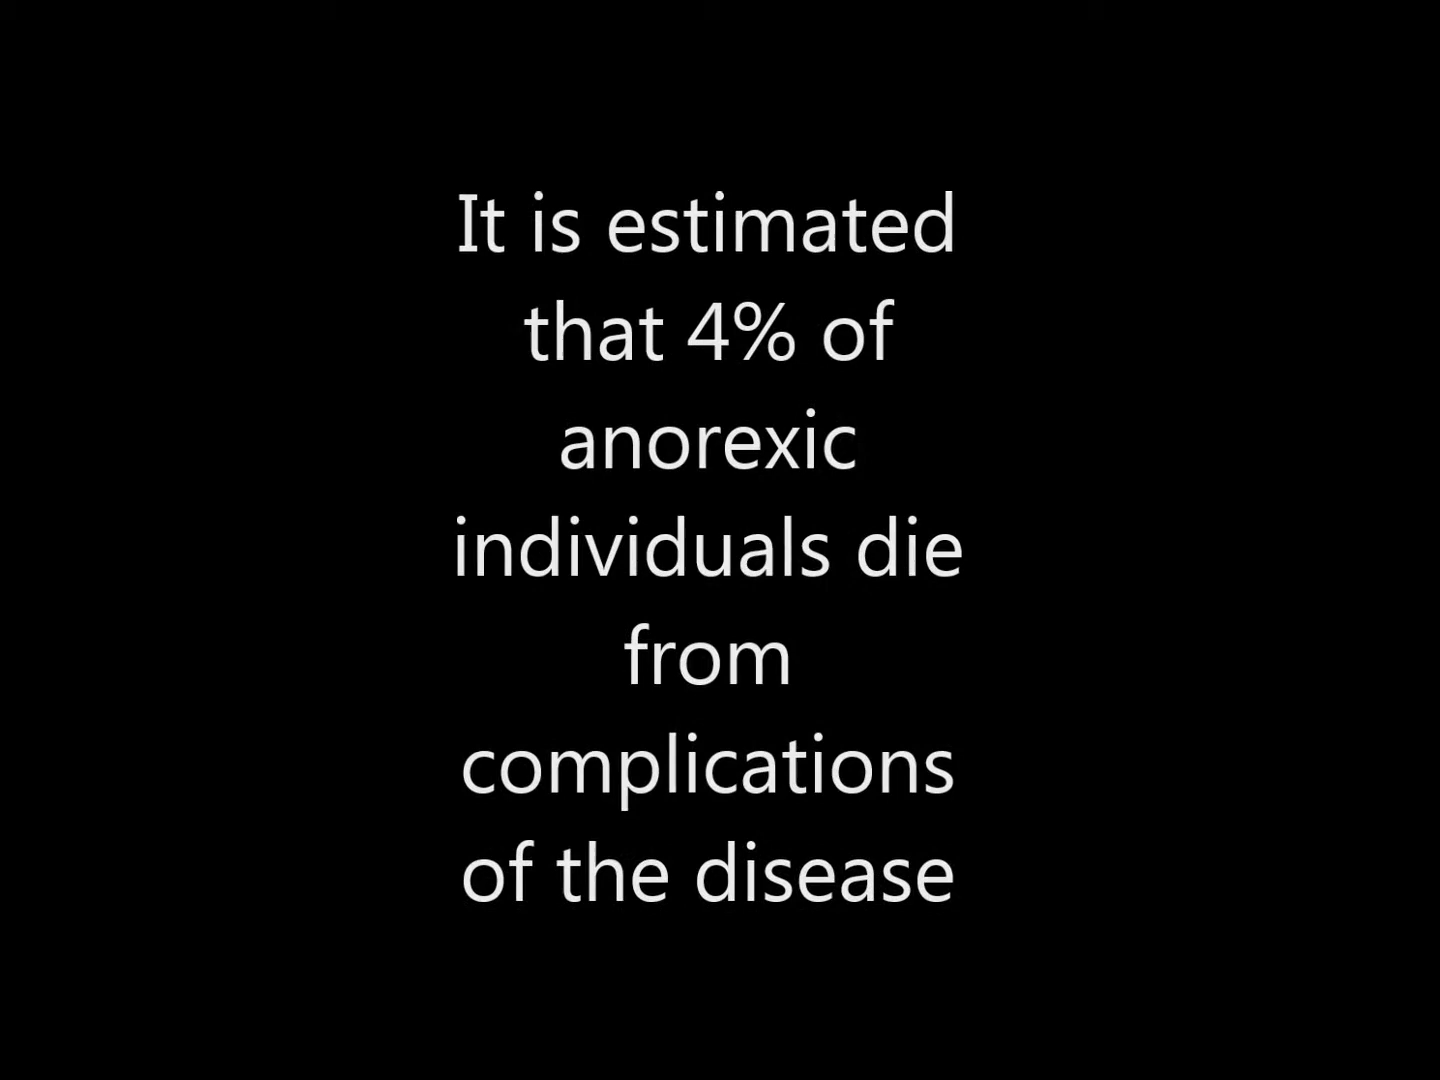 It is estimated
that 4% of
anorexic
individuals die
from
complications
of the disease